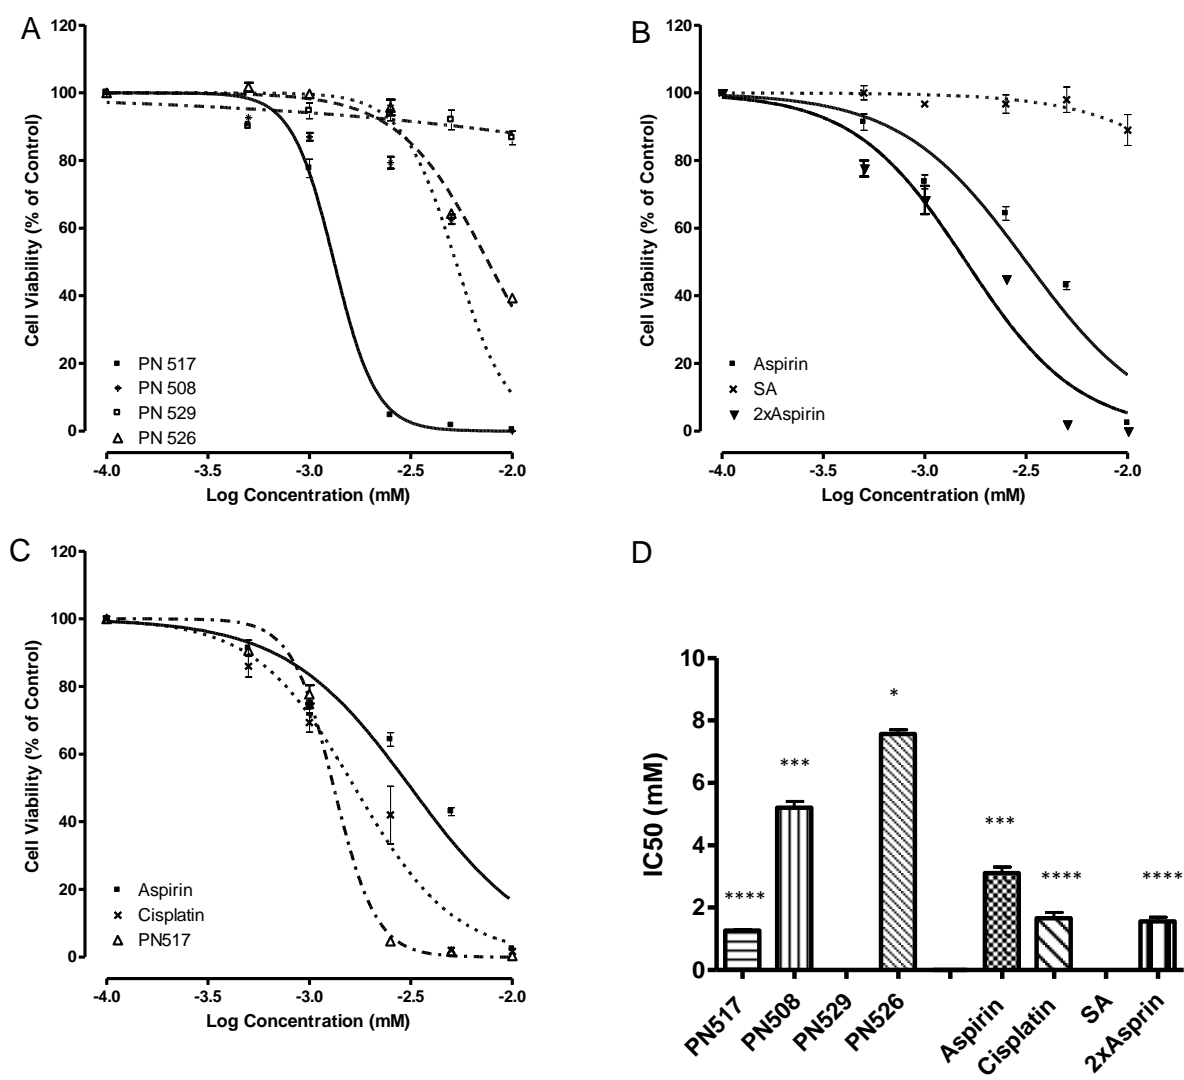 A
120
100
80
60
40
20
0
Cell Viability (% of Control)
PN 517
PN 508
PN 529
PN 526
-4.0 -3.5 -3.0 -2.5 -2.0
Log Concentration (mM)
B
120
100
80
60
40
20
0
Cell Viability (% of Control)
Aspirin
SA
2xAspirin
-4.0 -3.5 -3.0 -2.5 -2.0
Log Concentration (mM)
C
120
100
80
60
40
20
0
Cell Viability (% of Control)
Aspirin
Cisplatin
PN517
-4.0 -3.5 -3.0 -2.5 -2.0
Log Concentration (mM)
D
10
8
6
4
2
0
IC50 (mM)
****
***
*
***
****
****
PN517
PN508
PN529
PN526
Aspirin
Cisplatin
SA
2xAsprin